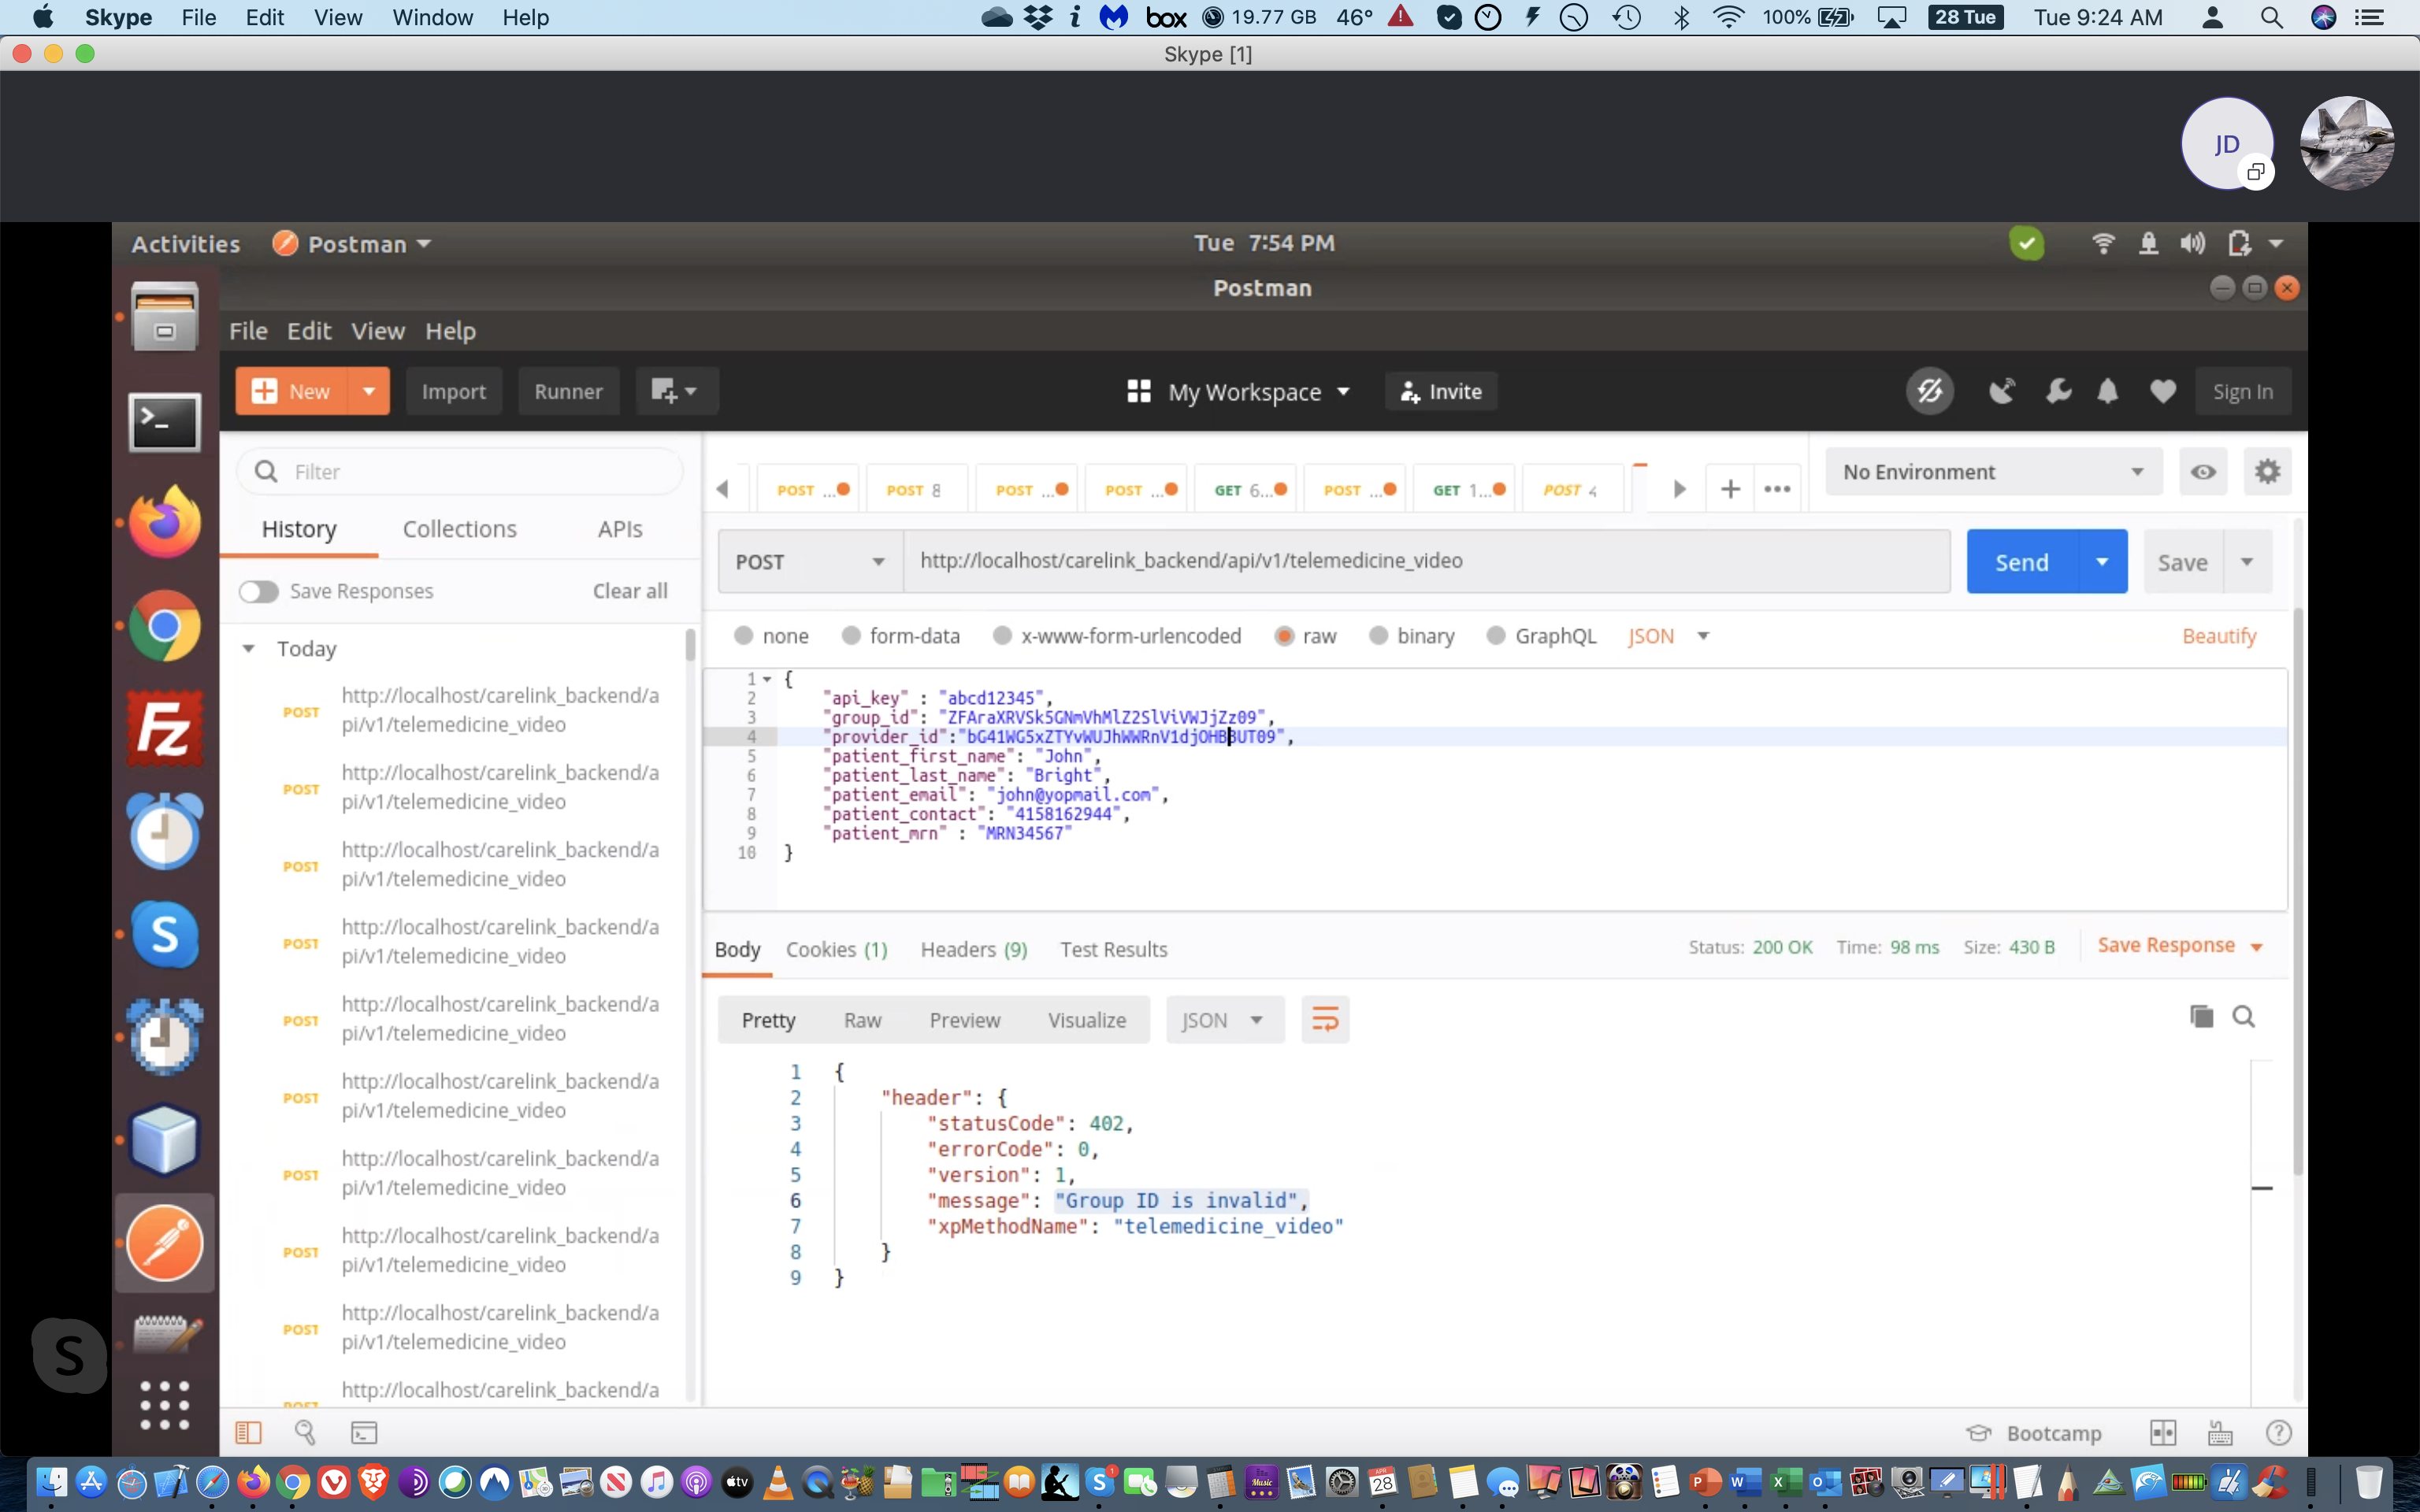 Skype File Edit View Window Help
box 19.77 GB 46° 100% 28 Tue Tue 9:24 AM
Skype [1]
JD
Activities Postman Tue 7:54 PM
Postman
File Edit View Help
New Import Runner My Workspace Invite Sign In
Filter
POST ... POST 8 POST ... POST ... GET 6... POST ... GET 1... POST 4 ••• No Environment
History Collections APIs
POST http://localhost/carelink_backend/api/v1/telemedicine_video Send Save
Save Responses Clear all
none form-data x-www-form-urlencoded raw binary GraphQL JSON Beautify
Today
POST http://localhost/carelink_backend/a
pi/v1/telemedicine_video
POST http://localhost/carelink_backend/a
pi/v1/telemedicine_video
POST http://localhost/carelink_backend/a
pi/v1/telemedicine_video
POST http://localhost/carelink_backend/a
pi/v1/telemedicine_video
POST http://localhost/carelink_backend/a
pi/v1/telemedicine_video
POST http://localhost/carelink_backend/a
pi/v1/telemedicine_video
POST http://localhost/carelink_backend/a
pi/v1/telemedicine_video
POST http://localhost/carelink_backend/a
pi/v1/telemedicine_video
POST http://localhost/carelink_backend/a
pi/v1/telemedicine_video
http://localhost/carelink_backend/a
POST
1 {
2 "api_key" : "abcd12345",
3 "group_id": "ZFAraXRVSk5GNmVhMlZ2SlViVWJjZz09",
4 "provider_id":"bG41WG5xZTYvWUJhWWRnV1djOHBBUT09",
5 "patient_first_name": "John",
6 "patient_last_name": "Bright",
7 "patient_email": "john@yopmail.com",
8 "patient_contact": "4158162944",
9 "patient_mrn" : "MRN34567"
10 }
Body Cookies (1) Headers (9) Test Results Status: 200 OK Time: 98 ms Size: 430 B Save Response
Pretty Raw Preview Visualize JSON
1 {
2 "header": {
3 "statusCode": 402,
4 "errorCode": 0,
5 "version": 1,
6 "message": "Group ID is invalid",
7 "xpMethodName": "telemedicine_video"
8 }
9 }
Bootcamp